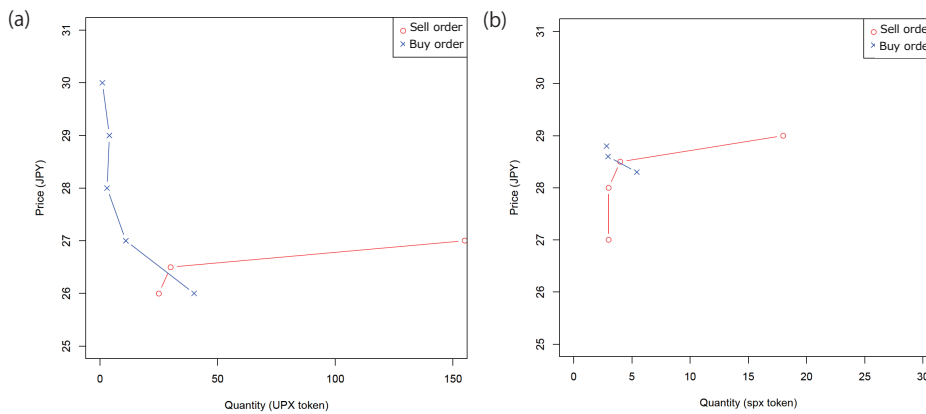 (a)
Sell order
Buy order
Price (JPY)
31
30
29
28
27
26
25
0
50
100
150
Quantity (UPX token)
(b)
Sell orde
Buy orde
Price (JPY)
31
30
29
28
27
26
25
0
5
10
15
20
25
30
Quantity (spx token)